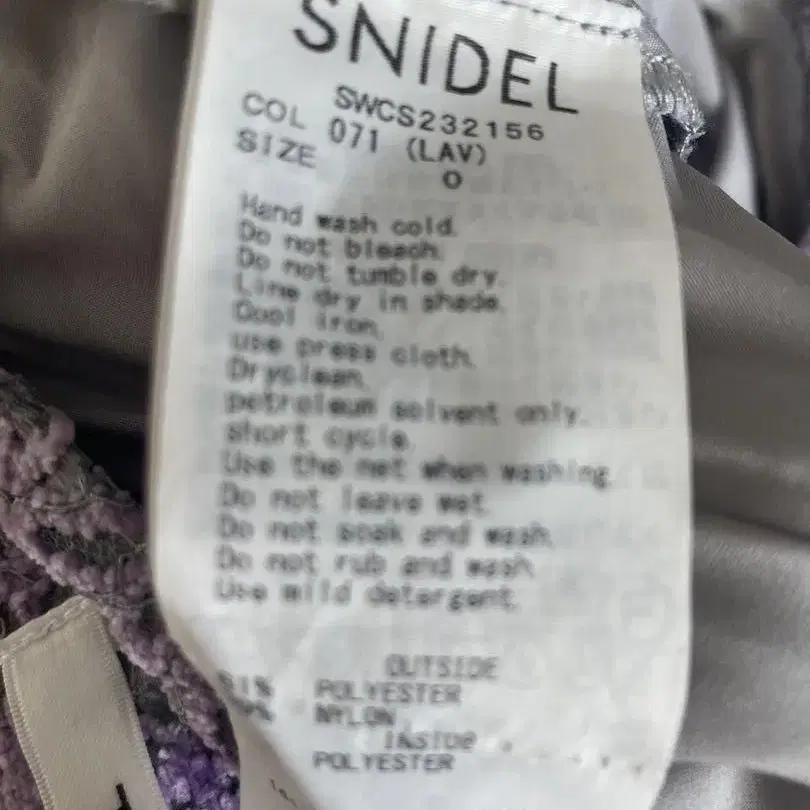 SNIDEL
SWCS232156
COL 071 (LAV)
SIZE 0
Hand wash cold.
Do not bleach.
Do not tumble dry.
Line dry in shade.
Cool iron,
use press cloth.
Dryclean,
petroleum solvent only.
short cycle.
Use the net when washing.
Do not leave wet.
Do not soak and wash.
Do not rub and wash
Use mild detergent.
OUTSIDE
POLYESTER
NYLON
INSIDE
POLYESTER